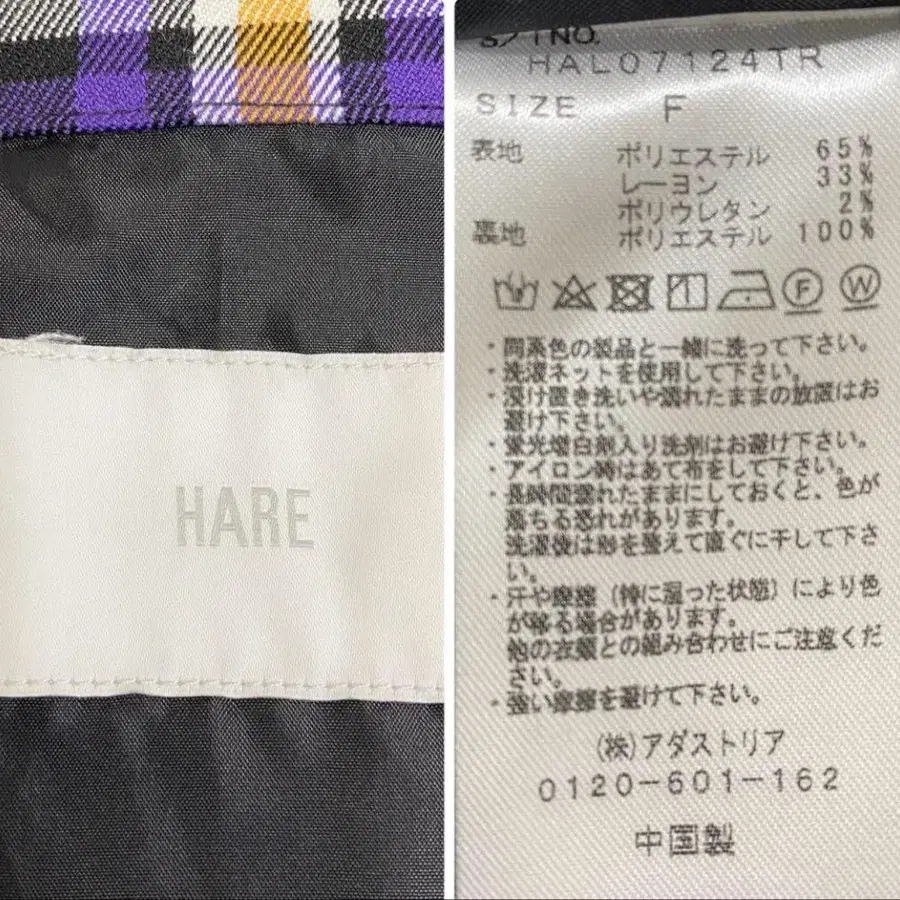 HARE
HAL07124TR
SIZE F
表地 ポリエステル 65%
レーヨン 33%
ポリウレタン 2%
裏地 ポリエステル 100%
F W
・同系色の製品と一緒に洗って下さい。
・洗濯ネットを使用して下さい。
・浸け置き洗いや濡れたままの放置はお
避け下さい。
・蛍光増白剤入り洗剤はお避け下さい。
・アイロン時はあて布をして下さい。
・長時間濡れたままにしておくと、色が
落ちる恐れがあります。
洗濯後は形を整えて直ぐに干して下さ
い。
・汗や摩擦(特に湿った状態)により色
が移る場合があります。
他の衣類との組み合わせにご注意くだ
さい。
・強い摩擦を避けて下さい。
(株)アダストリア
0120-601-162
中国製